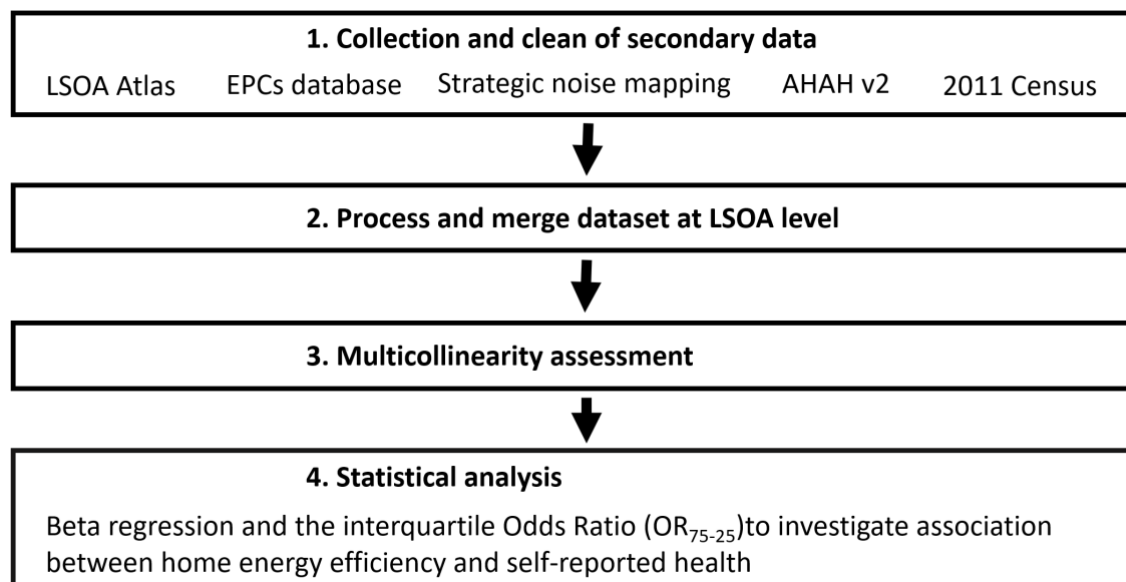 1. Collection and clean of secondary data
LSOA Atlas EPCs database Strategic noise mapping AHAH v2 2011 Census
2. Process and merge dataset at LSOA level
3. Multicollinearity assessment
4. Statistical analysis
Beta regression and the interquartile Odds Ratio (OR75-25)to investigate association
between home energy efficiency and self-reported health